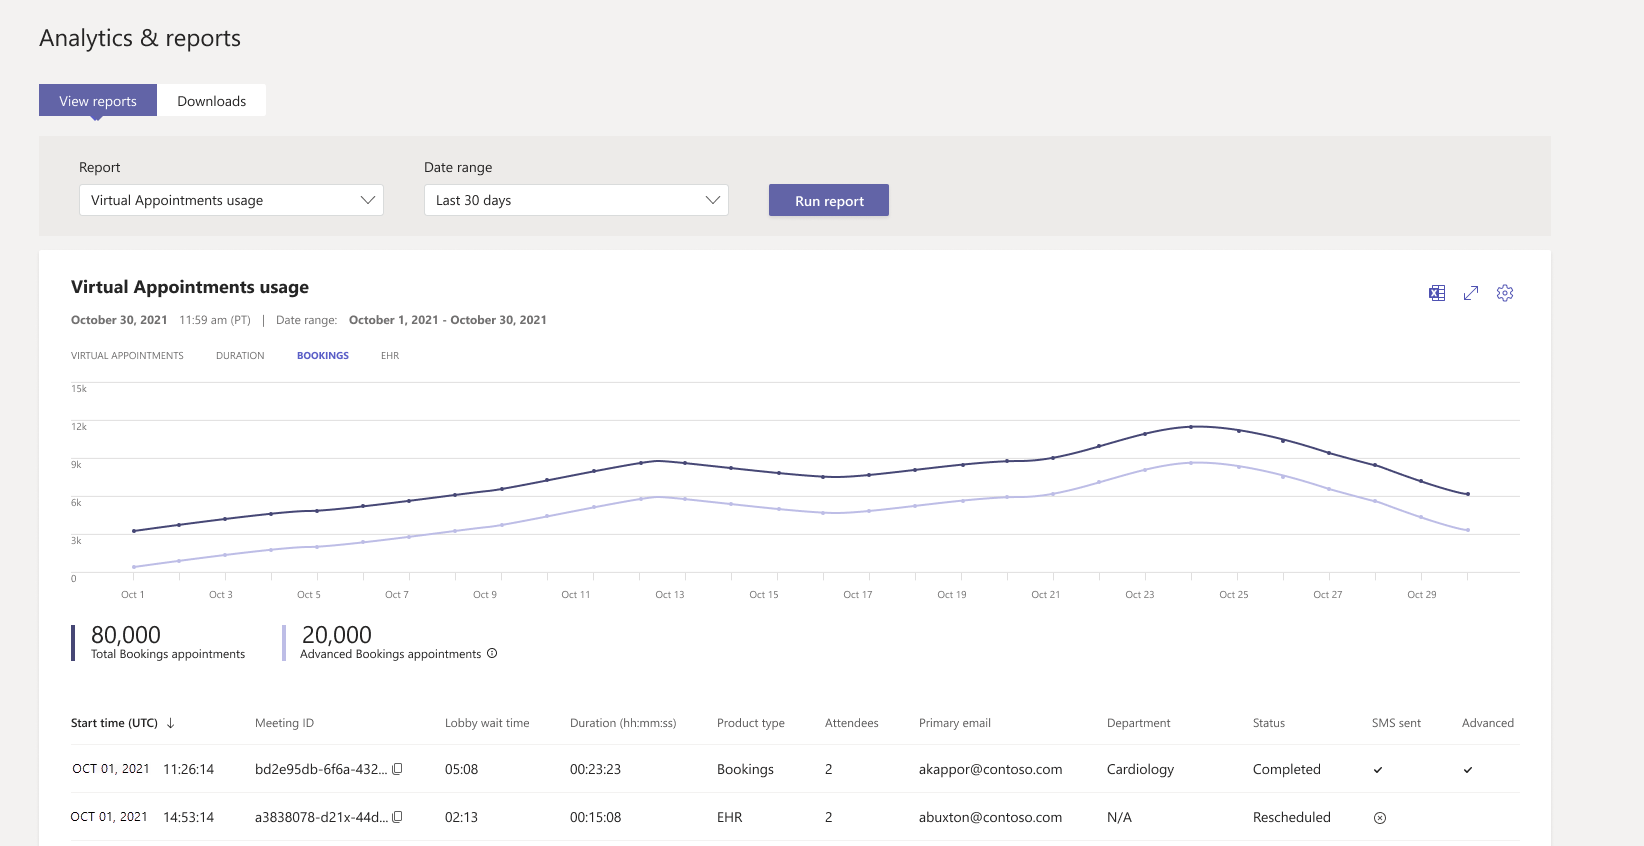 Analytics & reports
View reports Downloads
Report Date range
Virtual Appointments usage Last 30 days Run report
Virtual Appointments usage
October 30, 2021 11:59 am (PT) | Date range: October 1, 2021 - October 30, 2021
VIRTUAL APPOINTMENTS DURATION BOOKINGS EHR
15k
12k
9k
6k
3k
0
Oct 1 Oct 3 Oct 5 Oct 7 Oct 9 Oct 11 Oct 13 Oct 15 Oct 17 Oct 19 Oct 21 Oct 23 Oct 25 Oct 27 Oct 29
80,000 20,000
Total Bookings appointments Advanced Bookings appointments
Start time (UTC) Meeting ID Lobby wait time Duration (hh:mm:ss) Product type Attendees Primary email Department Status SMS sent Advanced
OCT 01, 2021 11:26:14 bd2e95db-6f6a-432... 05:08 00:23:23 Bookings 2 akappor@contoso.com Cardiology Completed
OCT 01, 2021 14:53:14 a3838078-d21x-44d... 02:13 00:15:08 EHR 2 abuxton@contoso.com N/A Rescheduled